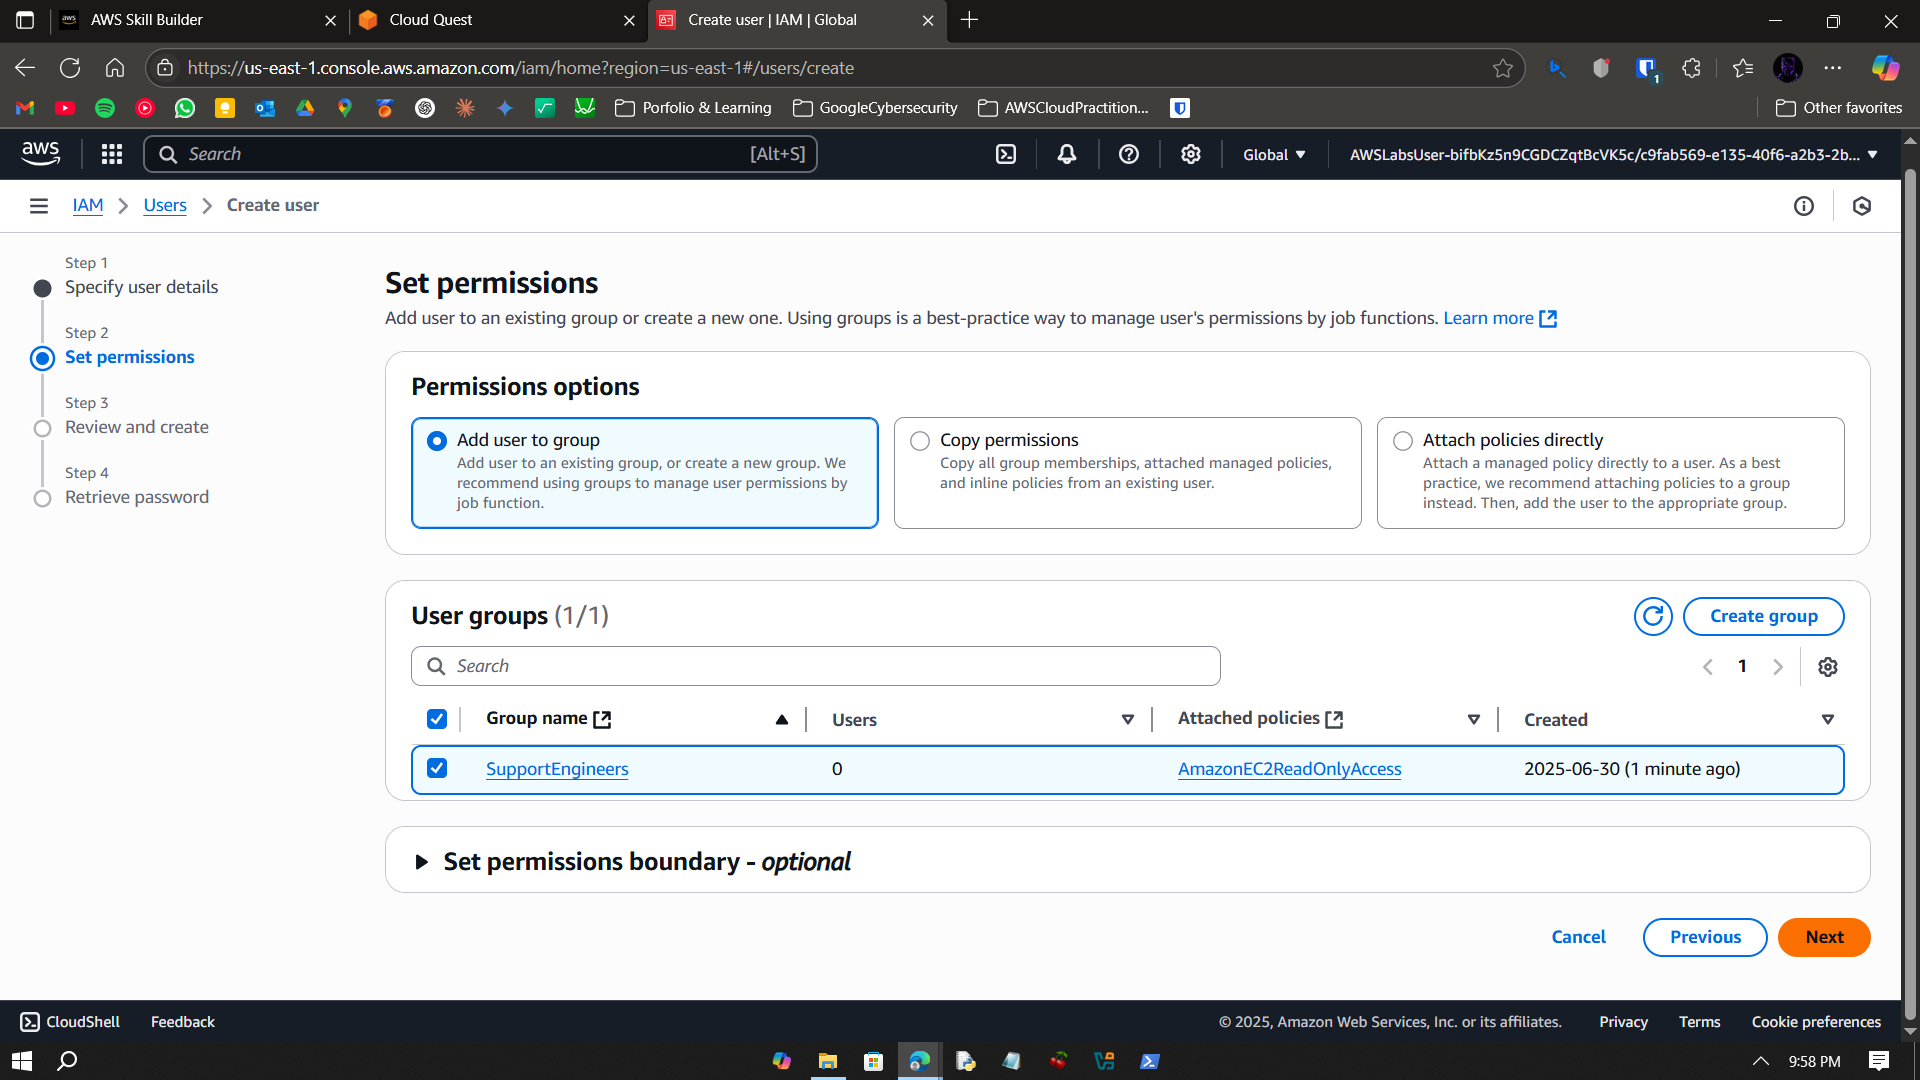 AWS Skill Builder
Cloud Quest
Create user | IAM | Global
https://us-east-1.console.aws.amazon.com/iam/home?region=us-east-1#/users/create
1
Porfolio & Learning
GoogleCybersecurity
AWSCloudPractition...
Other favorites
aws
Search
[Alt+S]
Global
AWSLabsUser-bifbKz5n9CGDCZqtBcVK5c/c9fab569-e135-40f6-a2b3-2b...
IAM
Users
Create user
Step 1
Specify user details
Step 2
Set permissions
Step 3
Review and create
Step 4
Retrieve password
Set permissions
Add user to an existing group or create a new one. Using groups is a best-practice way to manage user's permissions by job functions. Learn more
Permissions options
Add user to group
Add user to an existing group, or create a new group. We
recommend using groups to manage user permissions by
job function.
Copy permissions
Copy all group memberships, attached managed policies,
and inline policies from an existing user.
Attach policies directly
Attach a managed policy directly to a user. As a best
practice, we recommend attaching policies to a group
instead. Then, add the user to the appropriate group.
User groups (1/1)
Create group
Search
1
Group name
Users
Attached policies
Created
SupportEngineers
0
AmazonEC2ReadOnlyAccess
2025-06-30 (1 minute ago)
Set permissions boundary - optional
Cancel
Previous
Next
CloudShell
Feedback
© 2025, Amazon Web Services, Inc. or its affiliates.
Privacy
Terms
Cookie preferences
9:58 PM